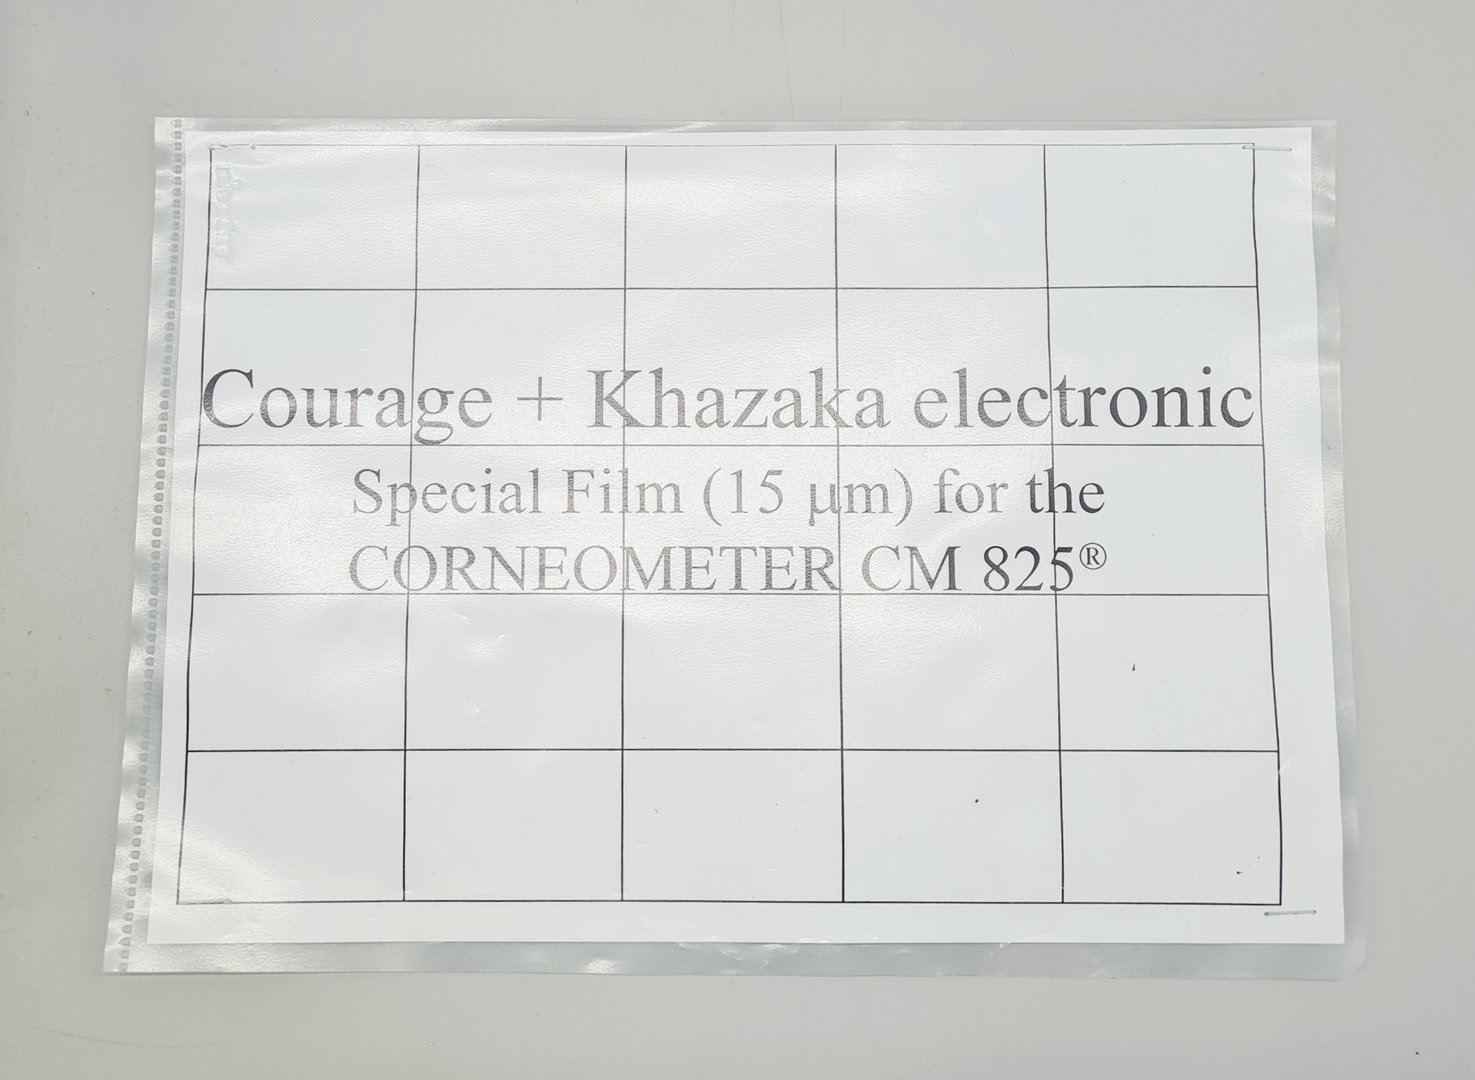 Courage + Khazaka electronic
Special Film (15 µm) for the
CORNEOMETER CM 825®